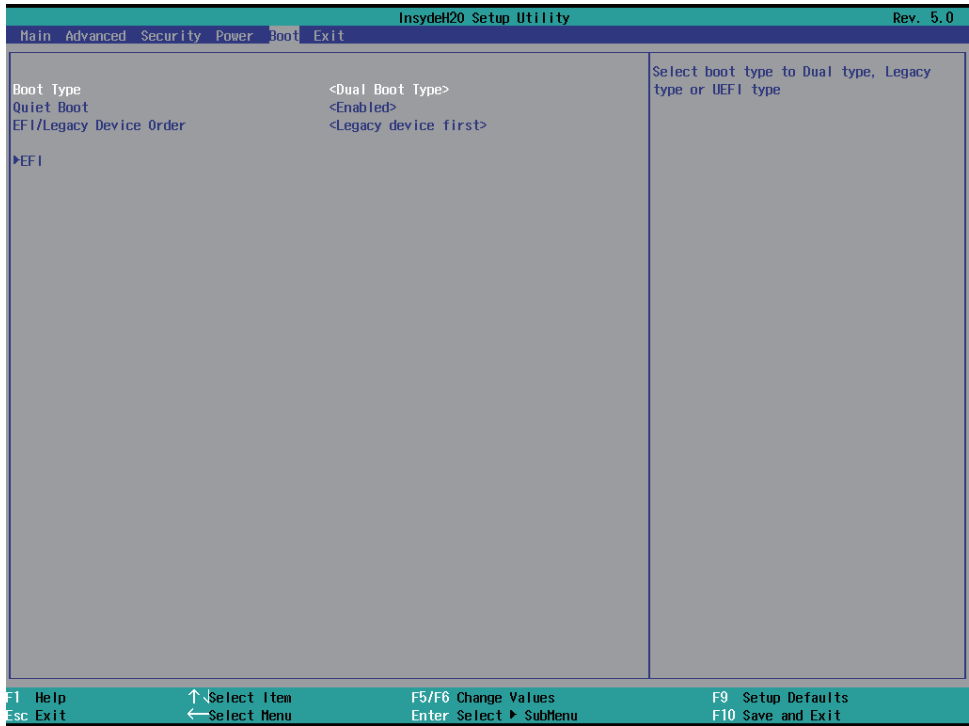 InsydeH20 Setup Utility Rev. 5.0
Main Advanced Security Power Boot Exit
Boot Type <Dual Boot Type>
Quiet Boot <Enabled>
EFI/Legacy Device Order <Legacy device first>
▶EFI
Select boot type to Dual type, Legacy
type or UEFI type
F1 Help ↑↓Select Item F5/F6 Change Values F9 Setup Defaults
Esc Exit ←Select Menu Enter Select ▶ SubMenu F10 Save and Exit